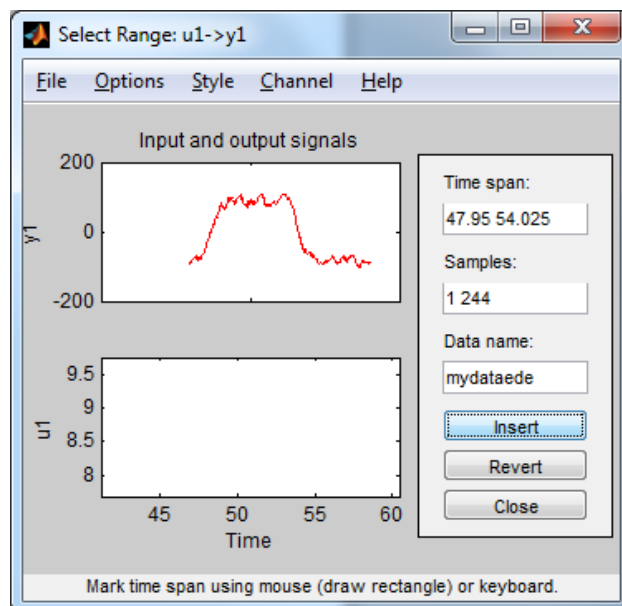 Select Range: u1->y1
File Options Style Channel Help
Input and output signals
200
0
-200
y1
9.5
9
8.5
8
u1
45 50 55 60
Time
Time span:
47.95 54.025
Samples:
1 244
Data name:
mydataede
Insert
Revert
Close
Mark time span using mouse (draw rectangle) or keyboard.